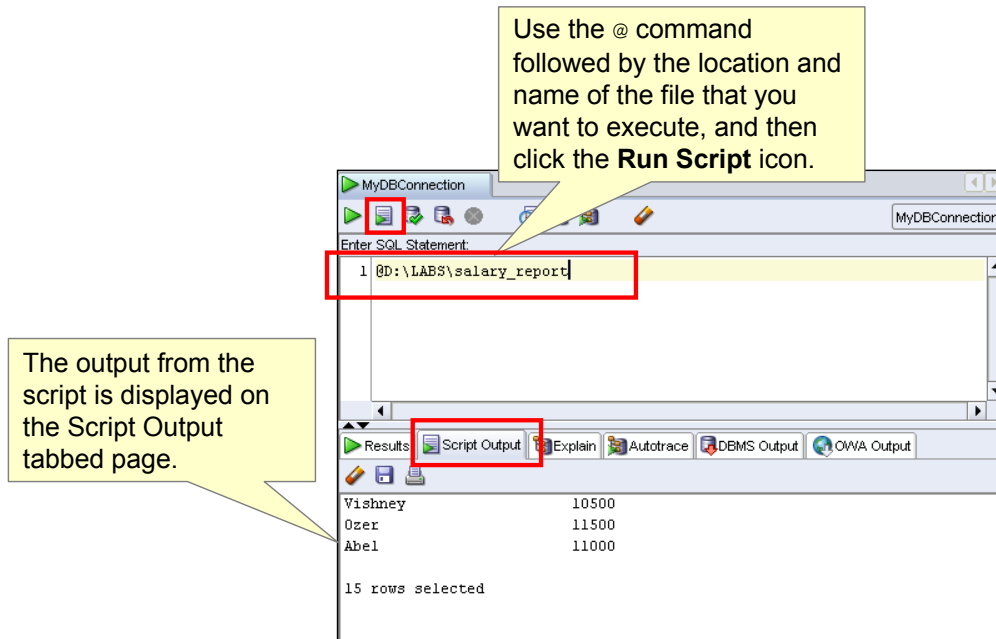 Use the @ command
followed by the location and
name of the file that you
want to execute, and then
click the Run Script icon.
MyDBConnection
MyDBConnection
Enter SQL Statement:
1 @D:\LABS\salary_report
The output from the
script is displayed on
the Script Output
tabbed page.
Results Script Output Explain Autotrace DBMS Output OWA Output
Vishney 10500
Ozer 11500
Abel 11000
15 rows selected